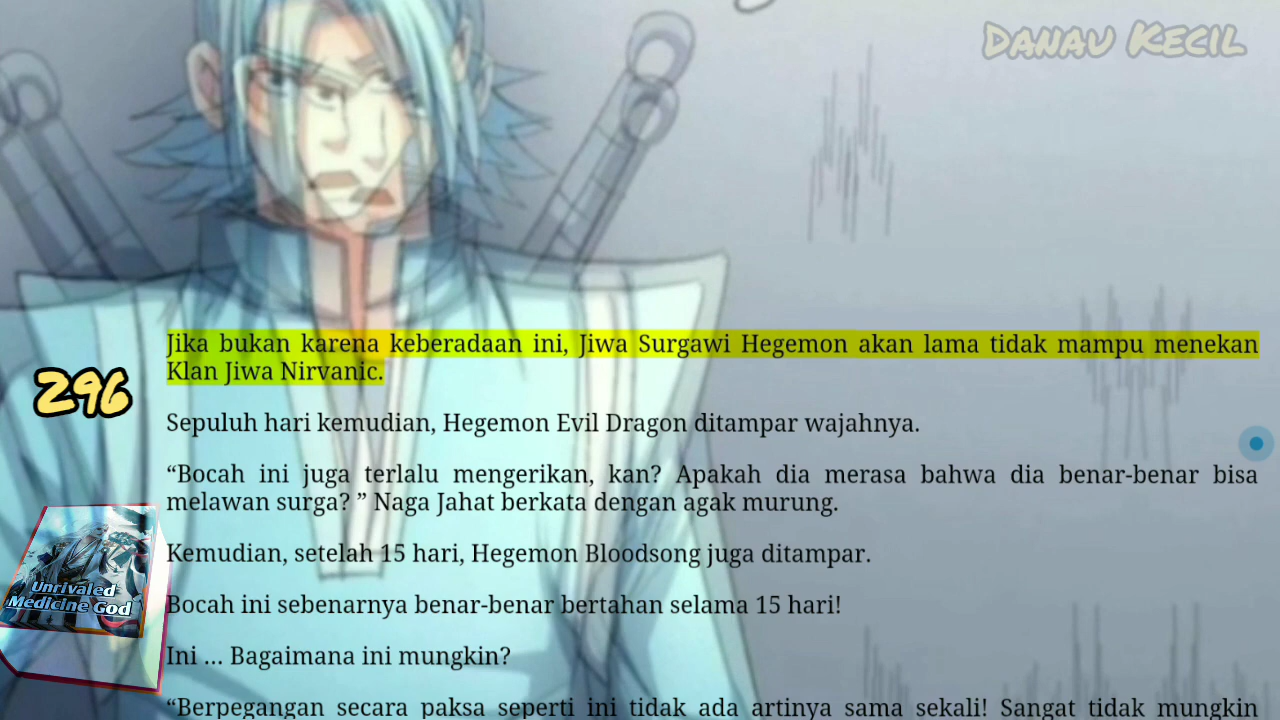 Danau Kecil
Jika bukan karena keberadaan ini, Jiwa Surgawi Hegemon akan lama tidak mampu menekan
Klan Jiwa Nirvanic.
296
Sepuluh hari kemudian, Hegemon Evil Dragon ditampar wajahnya.
“Bocah ini juga terlalu mengerikan, kan? Apakah dia merasa bahwa dia benar-benar bisa
melawan surga? ” Naga Jahat berkata dengan agak murung.
Kemudian, setelah 15 hari, Hegemon Bloodsong juga ditampar.
Unrivaled
Medicine God
Bocah ini sebenarnya benar-benar bertahan selama 15 hari!
Ini … Bagaimana ini mungkin?
“Berpegangan secara paksa seperti ini tidak ada artinya sama sekali! Sangat tidak mungkin